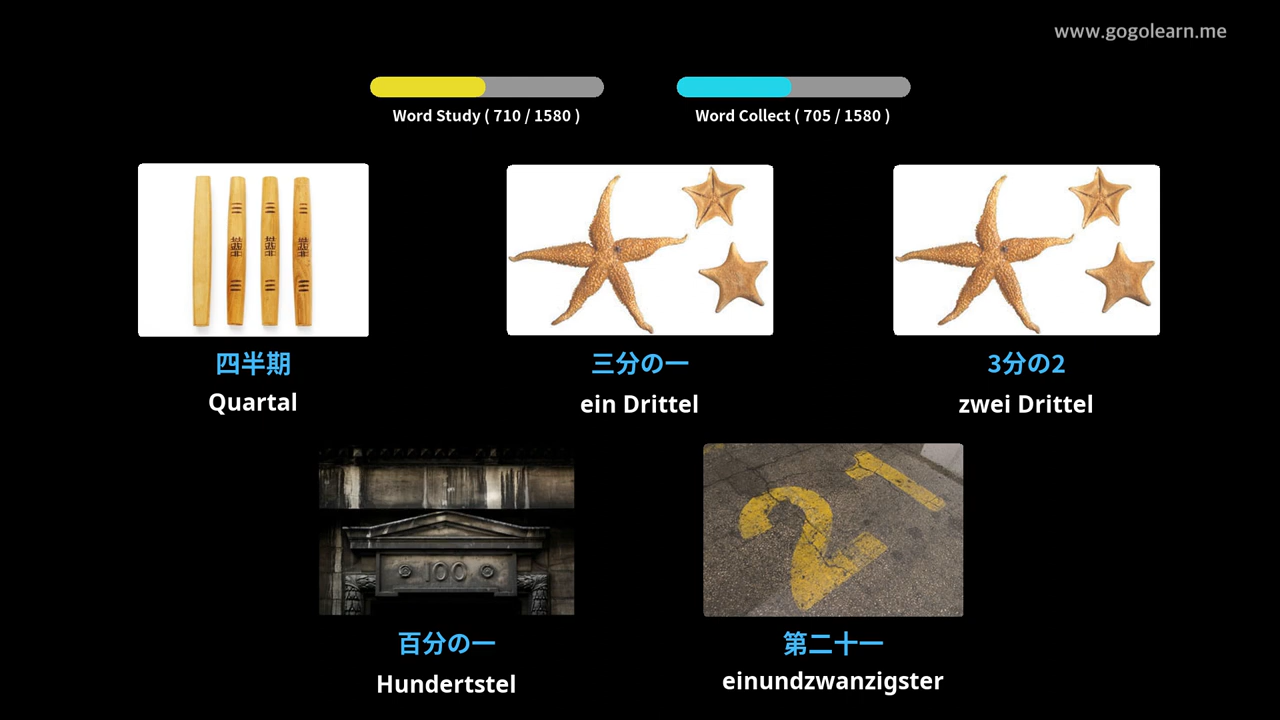 www.gogolearn.me
Word Study ( 710 / 1580 )
Word Collect ( 705 / 1580 )
四半期
Quartal
三分の一
ein Drittel
3分の2
zwei Drittel
100
21
百分の一
Hundertstel
第二十一
einundzwanzigster